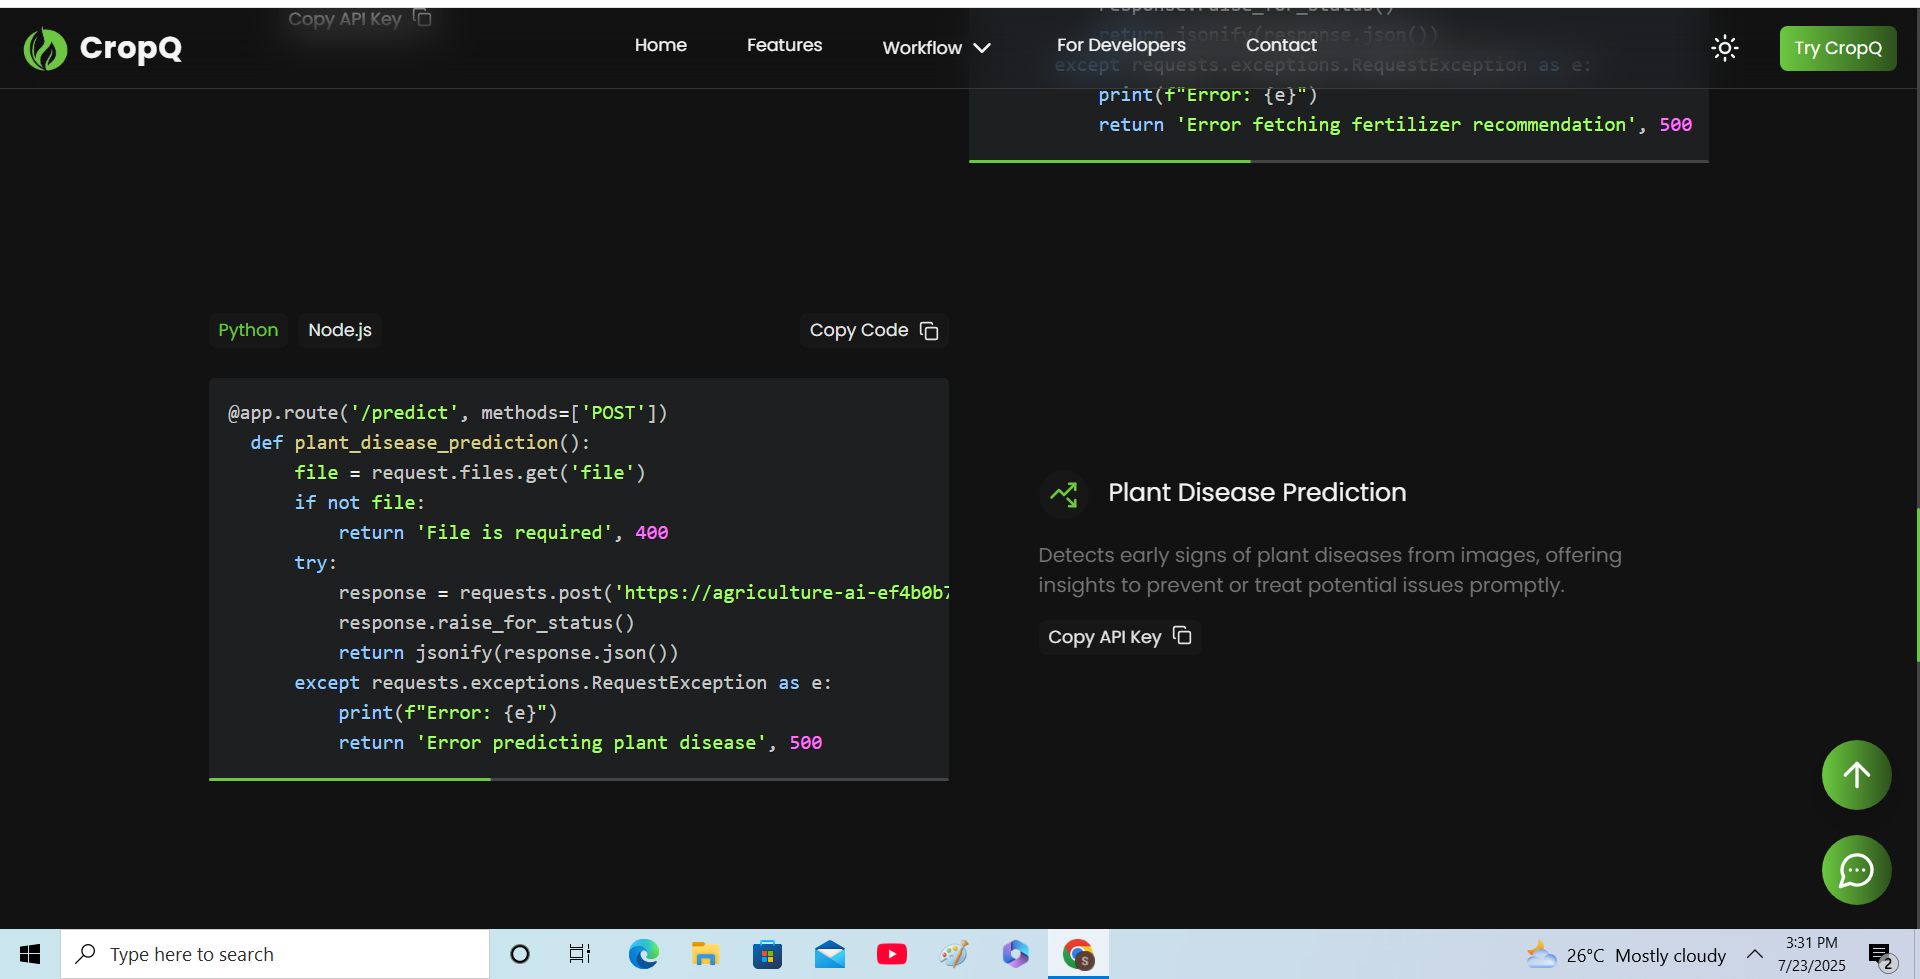 Copy API Key
response.raise_for_status()
CropQ
Home
Features
Workflow
For Developers
Contact
Try CropQ
return jsonify(response.json())
except requests.exceptions.RequestException as e:
print(f"Error: {e}")
return 'Error fetching fertilizer recommendation', 500
Python
Node.js
Copy Code
@app.route('/predict', methods=['POST'])
def plant_disease_prediction():
file = request.files.get('file')
if not file:
return 'File is required', 400
try:
response = requests.post('https://agriculture-ai-ef4b0b7
response.raise_for_status()
return jsonify(response.json())
except requests.exceptions.RequestException as e:
print(f"Error: {e}")
return 'Error predicting plant disease', 500
Plant Disease Prediction
Detects early signs of plant diseases from images, offering
insights to prevent or treat potential issues promptly.
Copy API Key
Type here to search
S
26°C Mostly cloudy
3:31 PM
7/23/2025
2